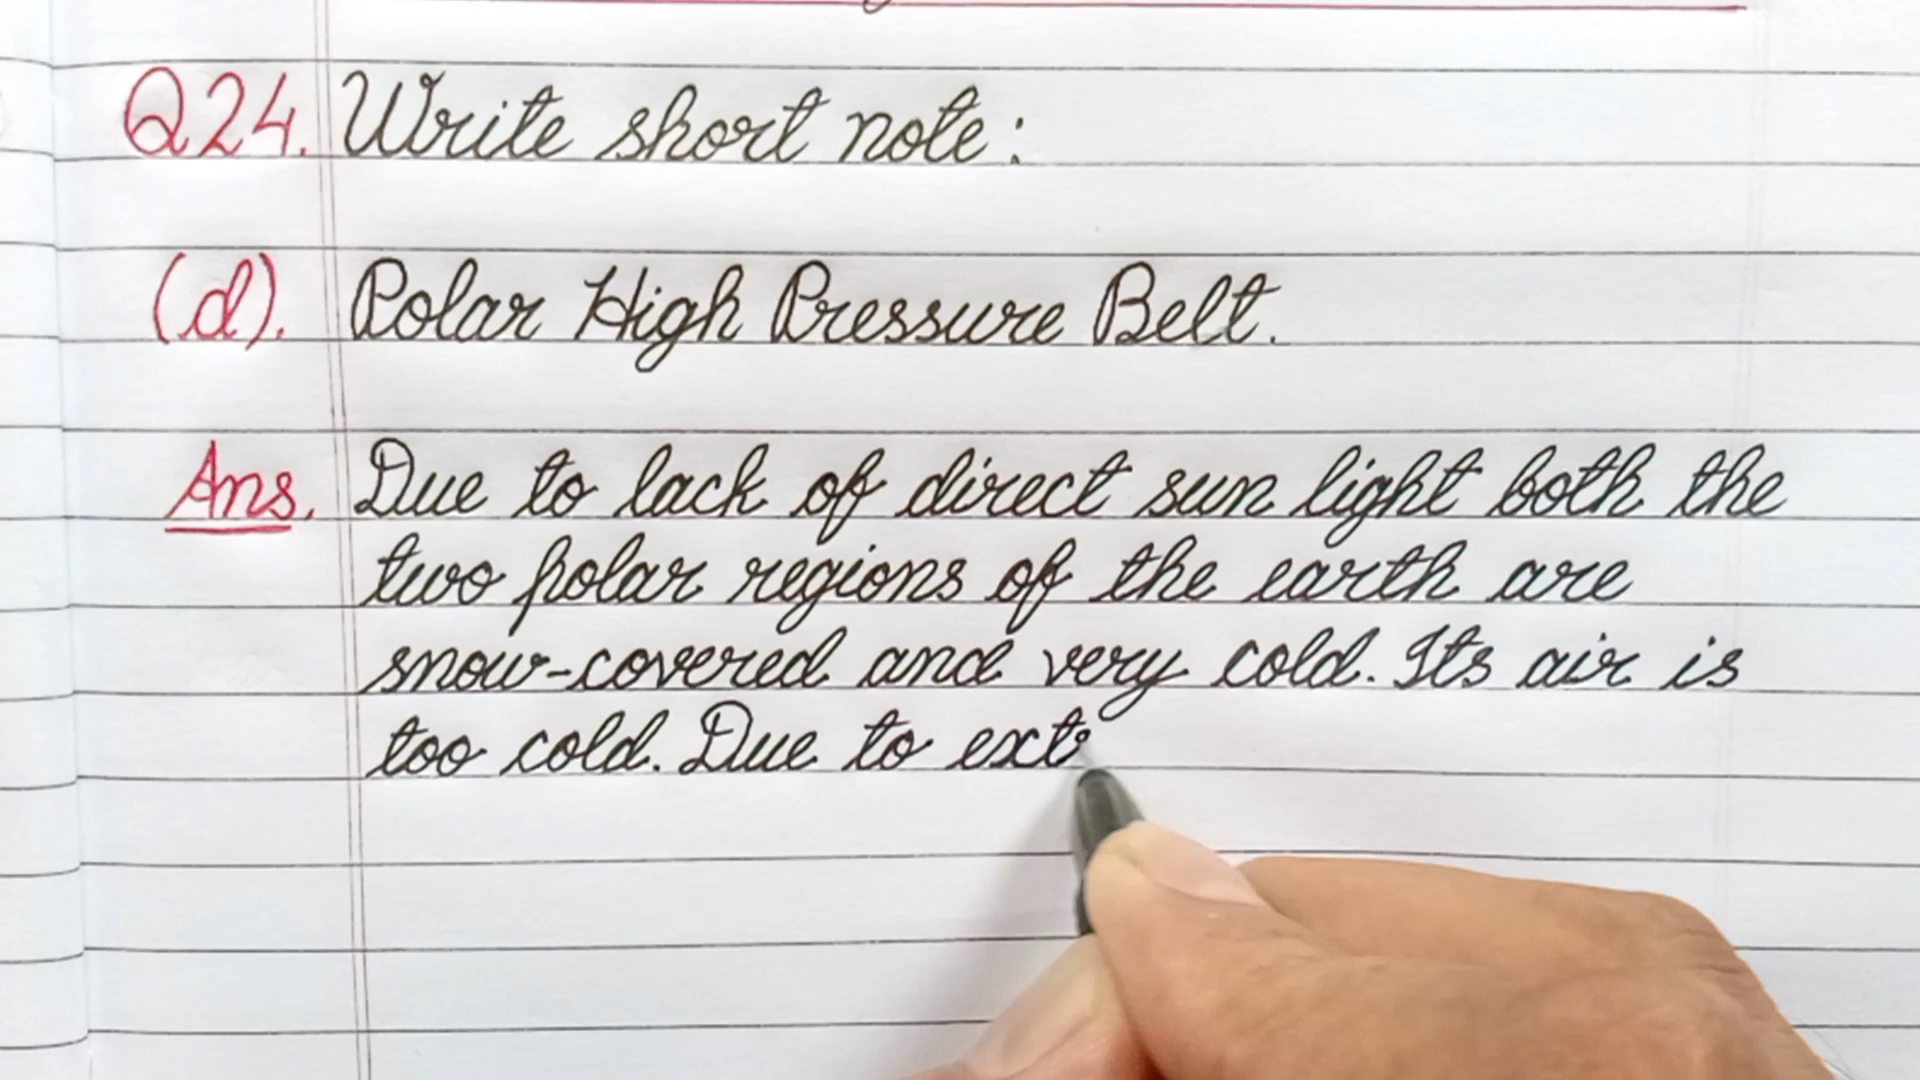 Q24. Write short note:
(d). Polar High Pressure Belt.
Ans. Due to lack of direct sun light both the
two polar regions of the earth are
snow-covered and very cold. Its air is
too cold. Due to ext